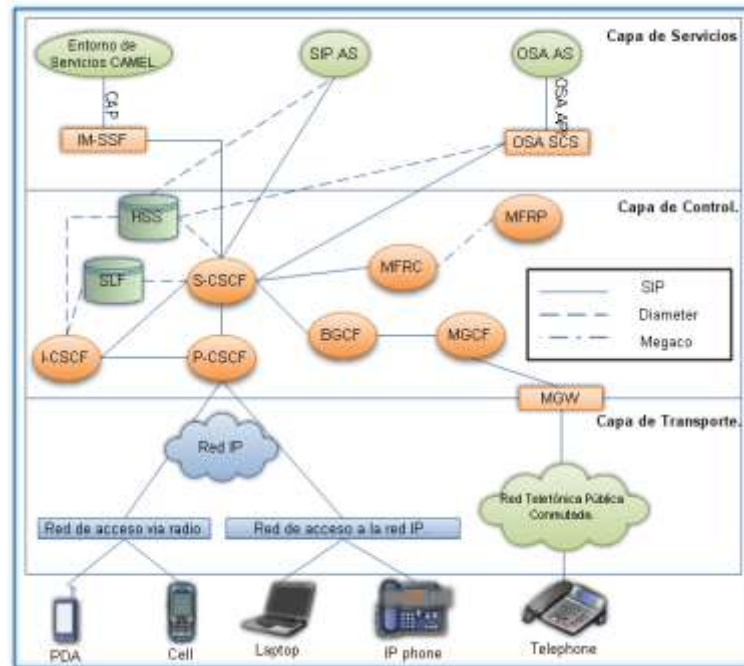 Capa de Servicios
Entorno de
Servicios CAMEL
SIP AS
OSA AS
CAP
OSA API
IM-SSF
OSA SCS
Capa de Control.
HSS
MFRP
MFRC
SLF
S-CSCF
SIP
Diameter
Megaco
I-CSCF
P-CSCF
BGCF
MGCF
MGW
Capa de Transporte.
Red IP
Red Telefónica Pública
Conmutada.
Red de acceso via radio
Red de acceso a la red IP
PDA
Cell
Laptop
IP phone
Telephone